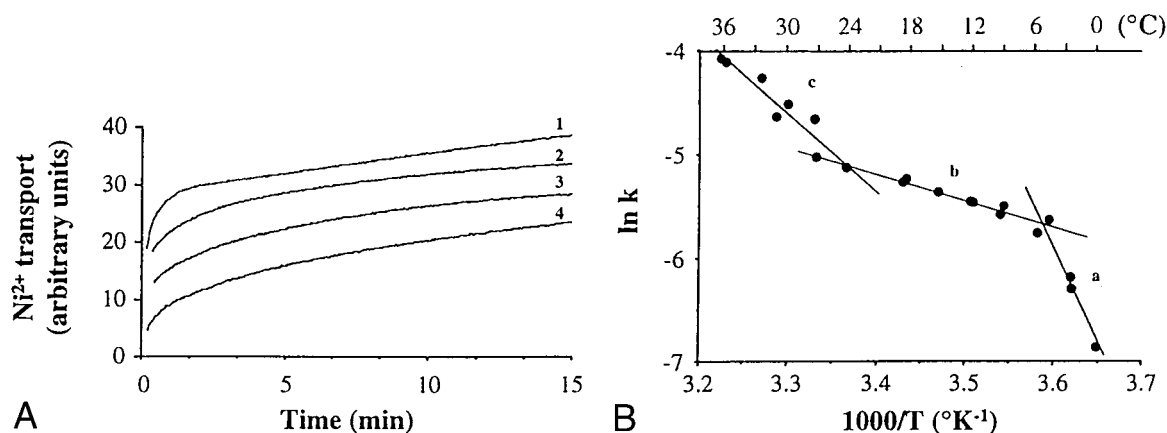 40
30
20
10
0
Ni²⁺ transport
(arbitrary units)
1
2
3
4
0 5 10 15
Time (min)
A
36 30 24 18 12 6 0 (°C)
-4
-5
-6
-7
ln k
c
b
a
3.2 3.3 3.4 3.5 3.6 3.7
1000/T (°K⁻¹)
B